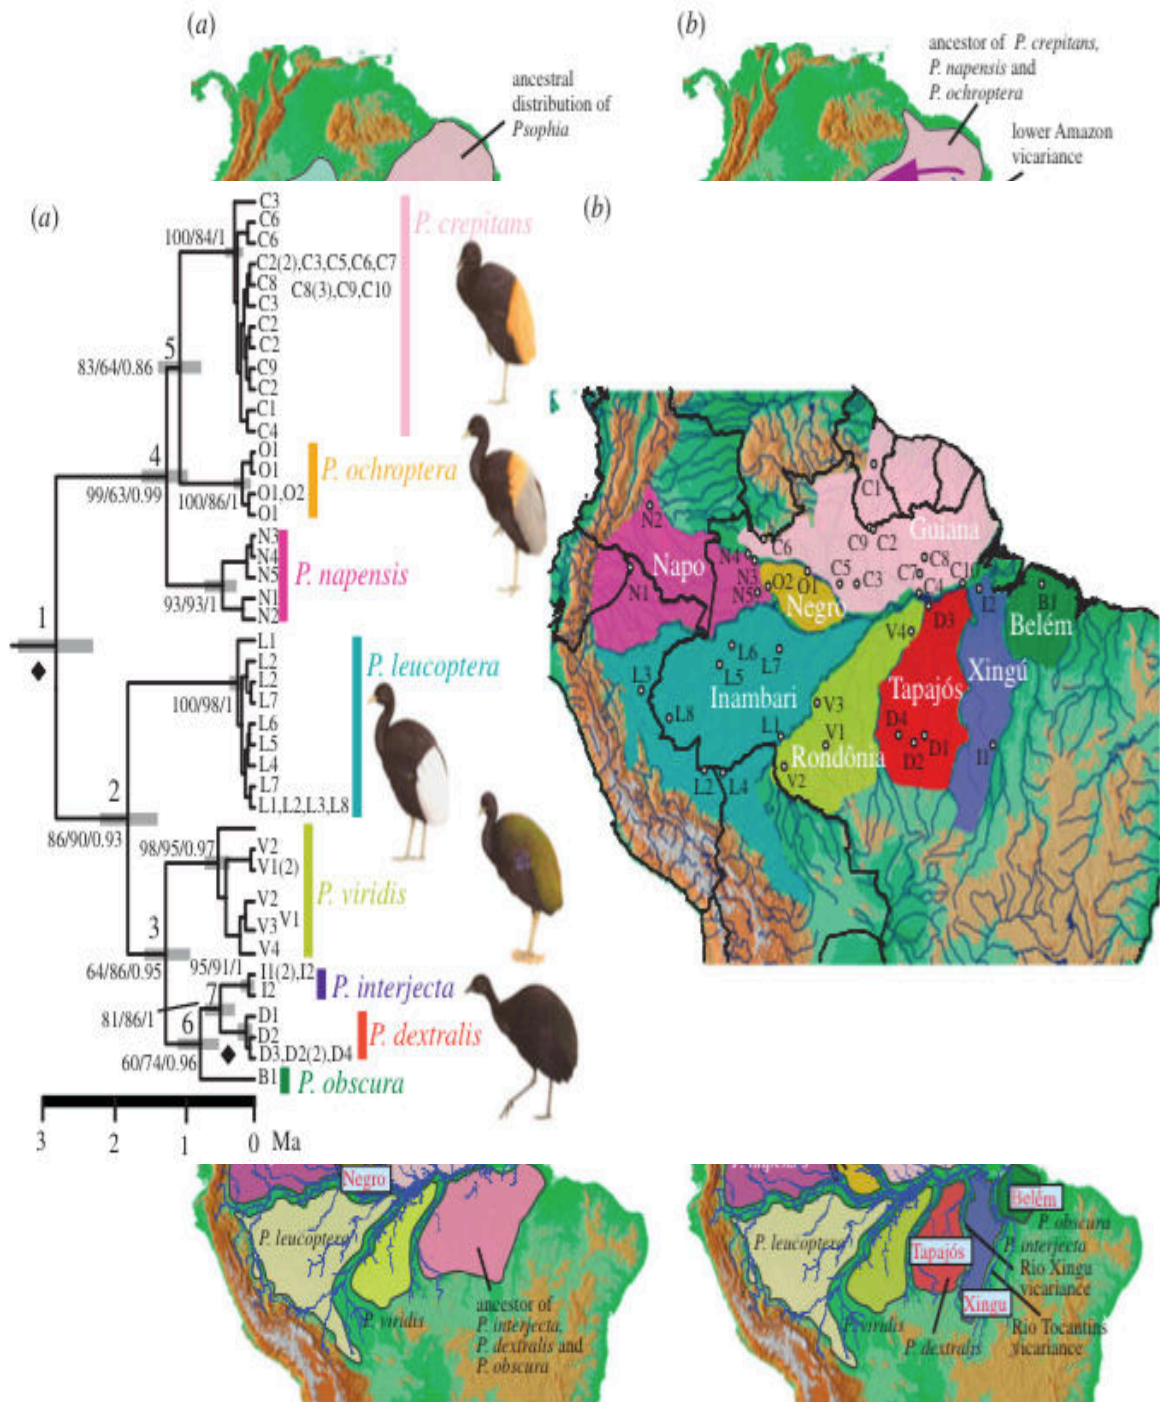 (a)
ancestral
distribution of
Psophia
(b)
ancestor of P. crepitans,
P. napensis and
P. ochroptera
lower Amazon
vicariance
(a)
C3
C6
C6
100/84/1
C2(2),C3,C5,C6,C7
C8
C8(3),C9,C10
C3
C2
C2
C9
C2
C1
C4
P. crepitans
5
83/64/0.86
O1
O1
O1,O2
O1
100/86/1
P. ochroptera
4
99/63/0.99
N3
N4
N5
N1
N2
93/93/1
P. napensis
1
L1
L2
L2
L7
L6
L5
L4
L7
L1,L2,L3,L8
100/98/1
P. leucoptera
2
86/90/0.93
98/95/0.97
V2
V1(2)
V2
V3
V1
V4
P. viridis
3
64/86/0.95
95/91/1
I1(2),I2
I2
P. interjecta
7
81/86/1
D1
D2
D3,D2(2),D4
P. dextralis
6
60/74/0.96
B1
P. obscura
3
2
1
0
Ma
(b)
C1
N2
C9
C2
Guiana
Napo
N4
C6
C8
C5
C3
C7
C10
N3
O2
O1
C4
N1
N5
Negro
I2
B1
D3
Belém
V4
L6
L3
L5
L7
Xingú
Tapajós
Inambari
V3
L8
D4
L1
V1
D1
I1
D2
Rondônia
V2
L2
L4
Negro
P. leucoptera
P. viridis
ancestor of
P. interjecta,
P. dextralis and
P. obscura
P. leucoptera
Belém
P. obscura
P. interjecta
Tapajós
Rio Xingu
vicariance
Xingu
P. viridis
P. dextralis
Rio Tocantins
vicariance